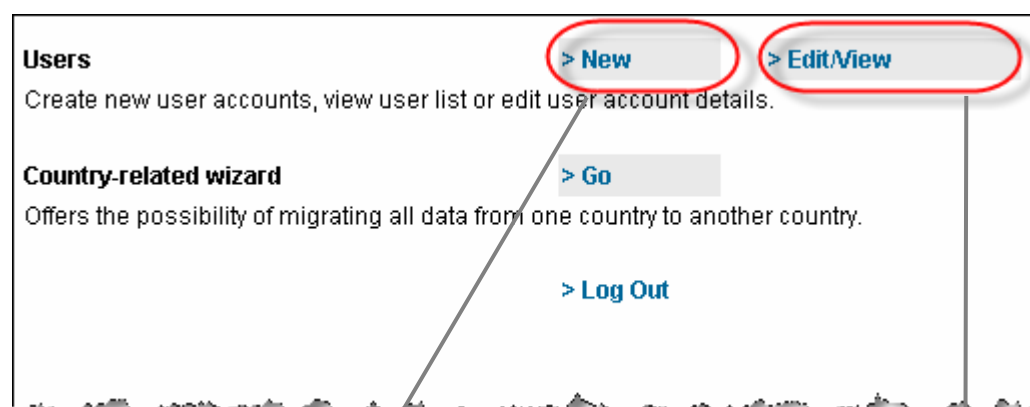 Users > New > Edit/View
Create new user accounts, view user list or edit user account details.
Country-related wizard > Go
Offers the possibility of migrating all data from one country to another country.
> Log Out